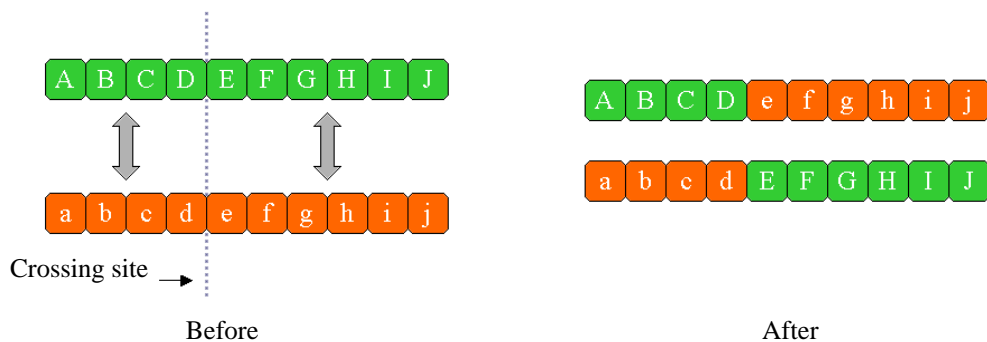 A B C D E F G H I J
a b c d e f g h i j
Crossing site
Before
A B C D e f g h i j
a b c d E F G H I J
After